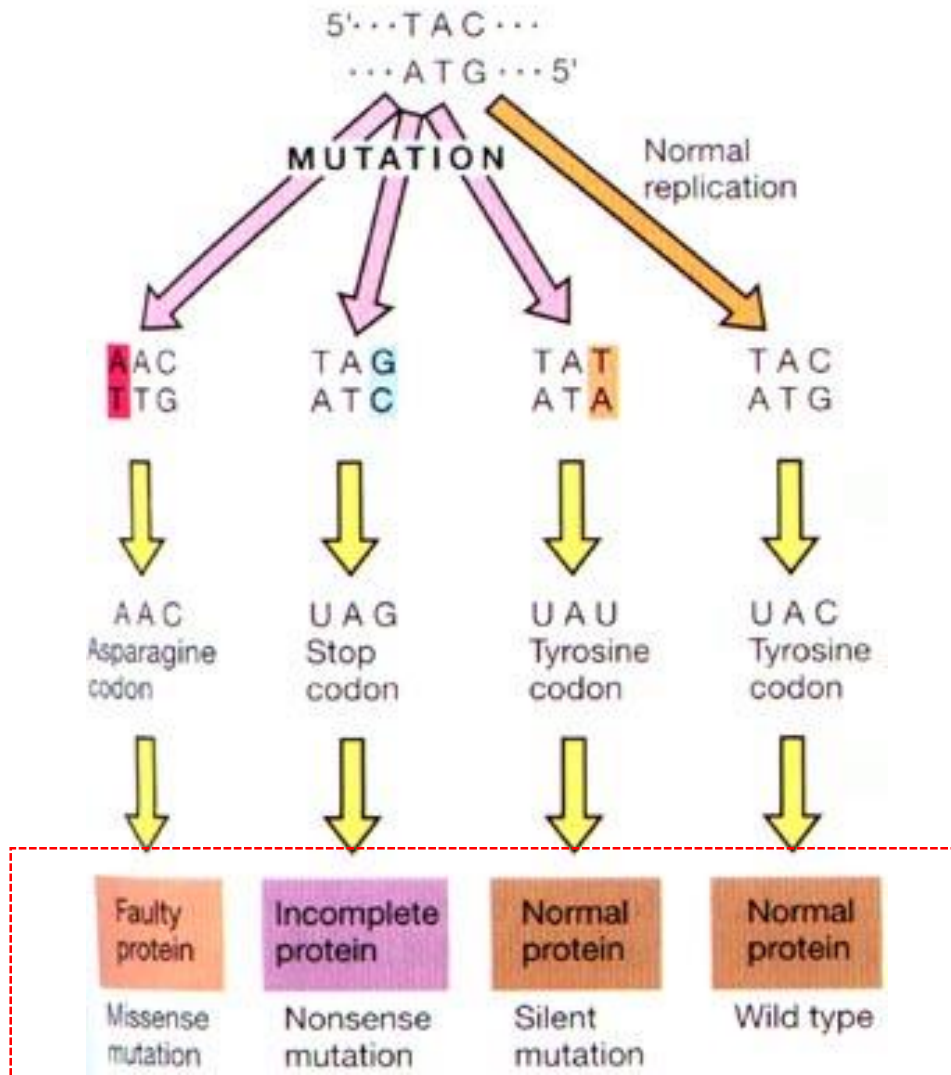 5'···TAC···
···ATG···5'
MUTATION
Normal
replication
AAC
TTG
TAG
ATC
TAT
ATA
TAC
ATG
AAC
Asparagine
codon
UAG
Stop
codon
UAU
Tyrosine
codon
UAC
Tyrosine
codon
Faulty
protein
Incomplete
protein
Normal
protein
Normal
protein
Missense
mutation
Nonsense
mutation
Silent
mutation
Wild type